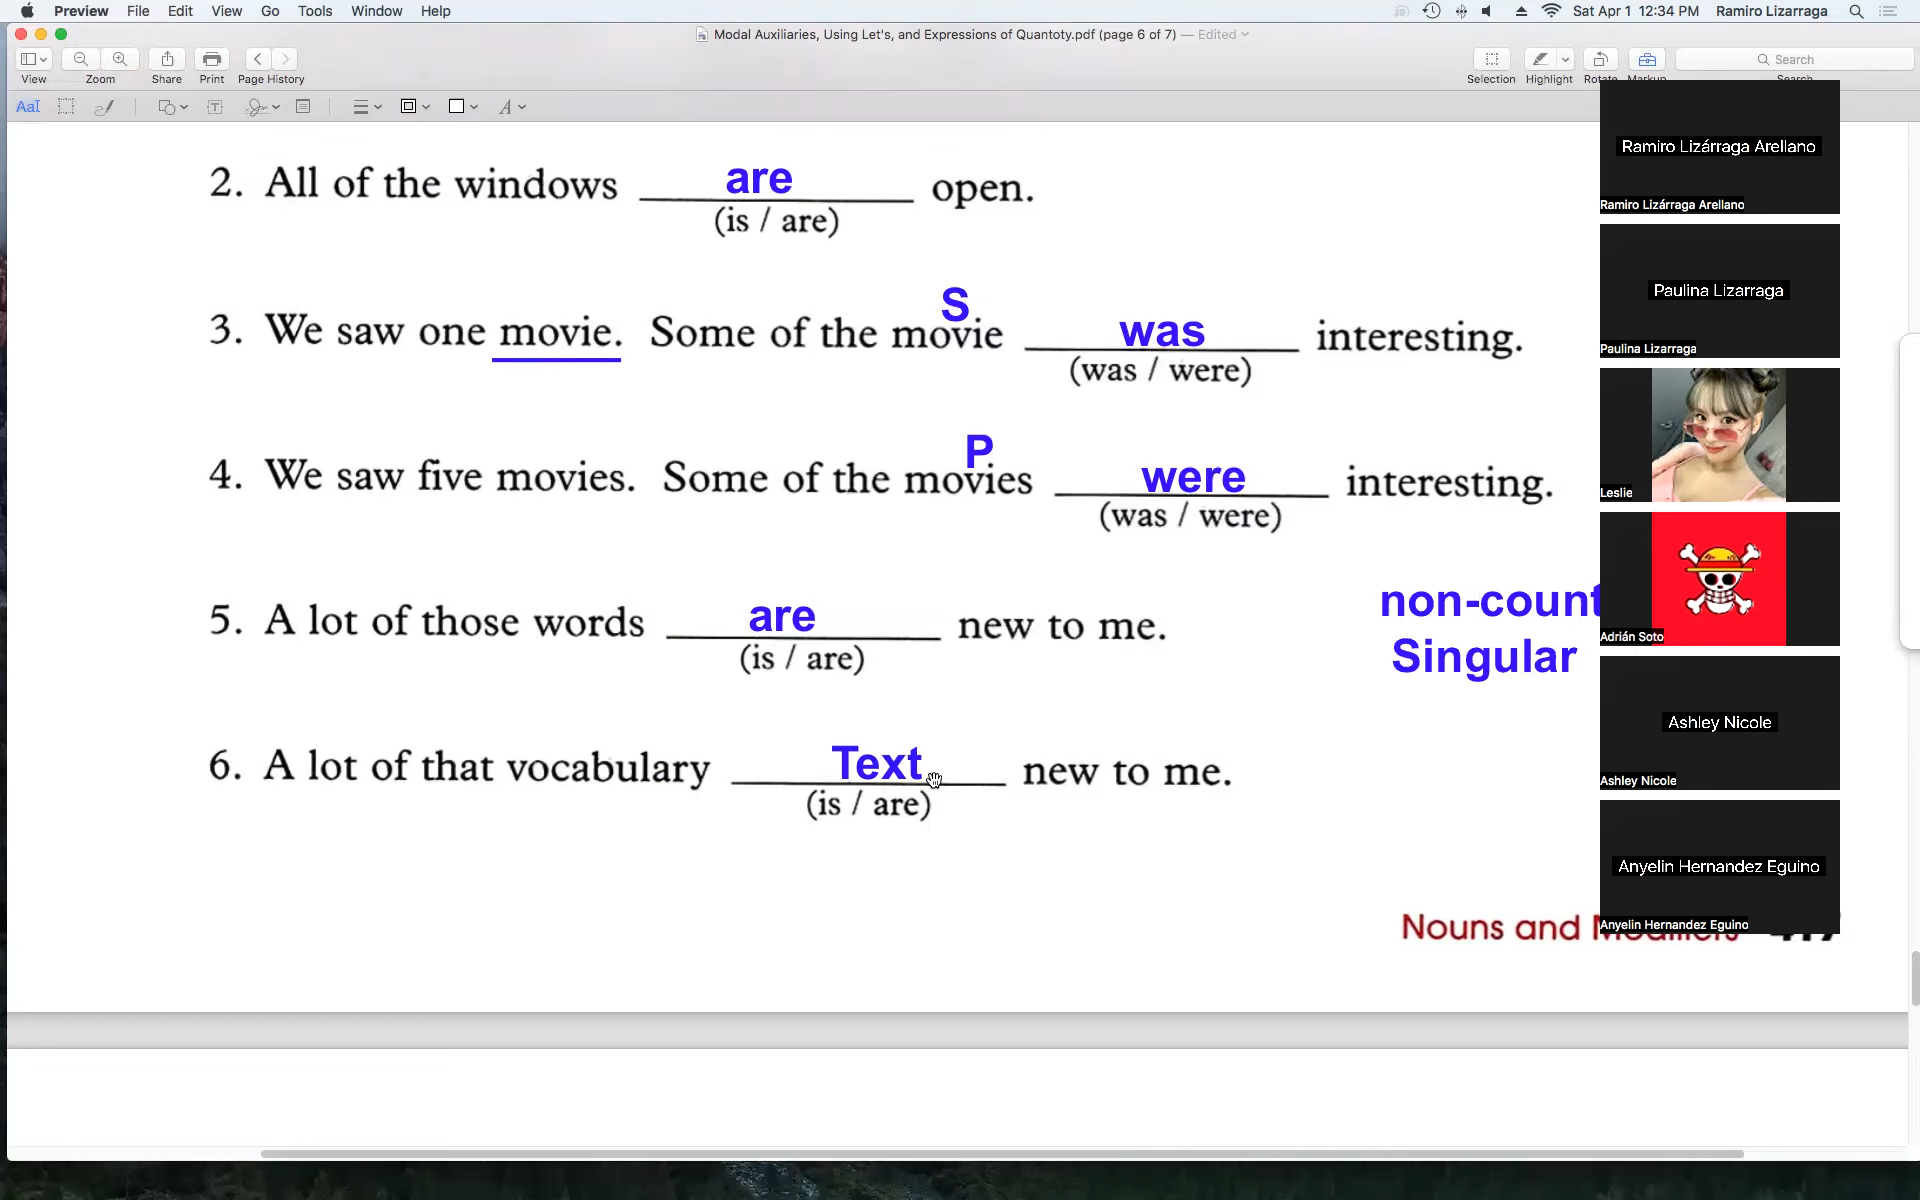 Preview File Edit View Go Tools Window Help Sat Apr 1 12:34 PM Ramiro Lizarraga
Modal Auxiliaries, Using Let's, and Expressions of Quantoty.pdf (page 6 of 7) — Edited
Search
View Zoom Share Print Page History Selection Highlight Rotate Markup Search
AaI A
2. All of the windows are open.
(is / are)
S
3. We saw one movie. Some of the movie was interesting.
(was / were)
P
4. We saw five movies. Some of the movies were interesting.
(was / were)
non-count
5. A lot of those words are new to me.
(is / are)
Singular
6. A lot of that vocabulary Text new to me.
(is / are)
Nouns and
Ramiro Lizárraga Arellano
Ramiro Lizárraga Arellano
Paulina Lizarraga
Paulina Lizarraga
Leslie
Adrián Soto
Ashley Nicole
Ashley Nicole
Anyelin Hernandez Eguino
Anyelin Hernandez Eguino